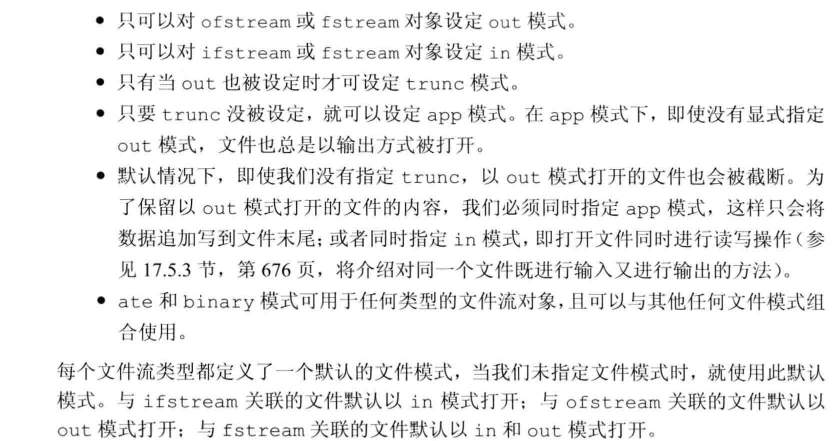 • 只可以对 ofstream 或 fstream 对象设定 out 模式。
• 只可以对 ifstream 或 fstream 对象设定 in 模式。
• 只有当 out 也被设定时才可设定 trunc 模式。
• 只要 trunc 没被设定，就可以设定 app 模式。在 app 模式下，即使没有显式指定
out 模式，文件也总是以输出方式被打开。
• 默认情况下，即使我们没有指定 trunc，以 out 模式打开的文件也会被截断。为
了保留以 out 模式打开的文件的内容，我们必须同时指定 app 模式，这样只会将
数据追加写到文件末尾；或者同时指定 in 模式，即打开文件同时进行读写操作（参
见 17.5.3 节，第 676 页，将介绍对同一个文件既进行输入又进行输出的方法）。
• ate 和 binary 模式可用于任何类型的文件流对象，且可以与其他任何文件模式组
合使用。
每个文件流类型都定义了一个默认的文件模式，当我们未指定文件模式时，就使用此默认
模式。与 ifstream 关联的文件默认以 in 模式打开；与 ofstream 关联的文件默认以
out 模式打开；与 fstream 关联的文件默认以 in 和 out 模式打开。